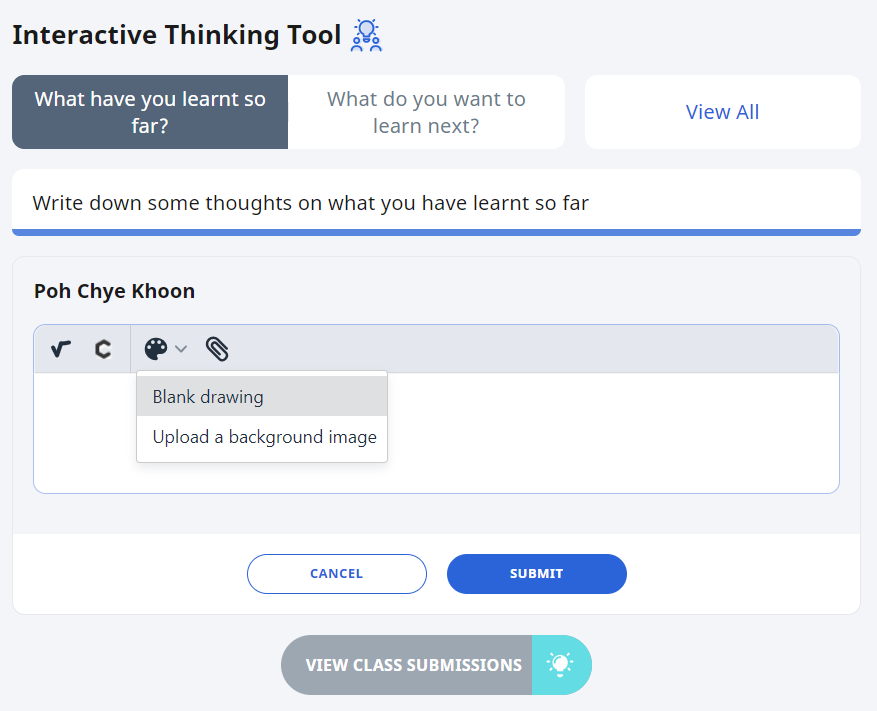 Interactive Thinking Tool
What have you learnt so
far?
What do you want to
learn next?
View All
Write down some thoughts on what you have learnt so far
Poh Chye Khoon
Blank drawing
Upload a background image
CANCEL
SUBMIT
VIEW CLASS SUBMISSIONS